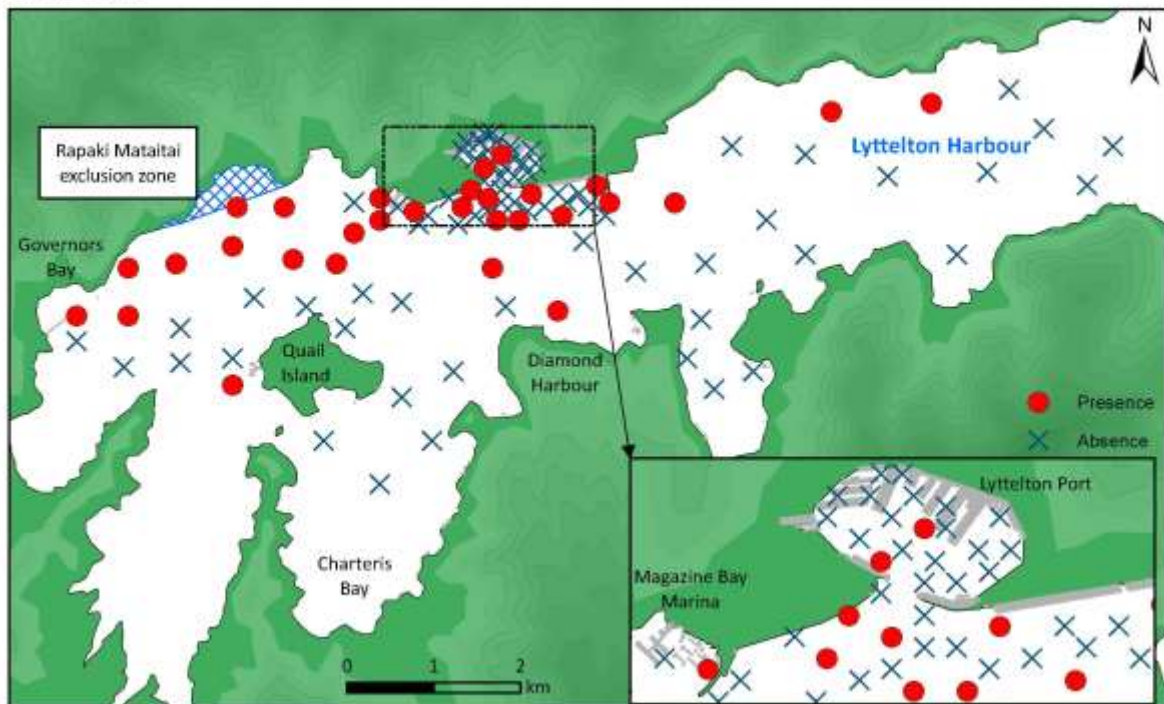 N
Rapaki Mataitai
exclusion zone
Lyttelton Harbour
Governors
Bay
Quail
Island
Diamond
Harbour
Presence
Absence
Charteris
Bay
0 1 2
km
Lyttelton Port
Magazine Bay
Marina